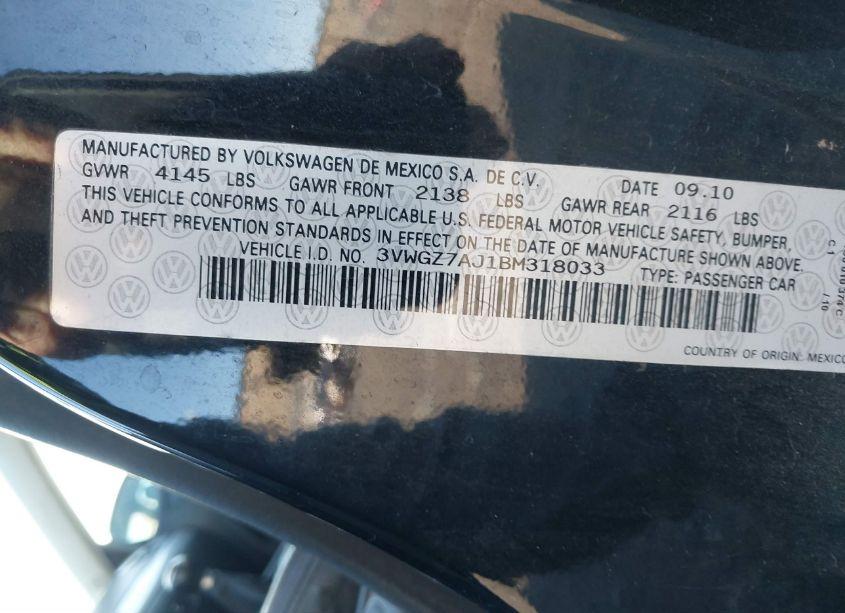 MANUFACTURED BY VOLKSWAGEN DE MEXICO S.A. DE C.V. DATE 09.10
GVWR 4145 LBS GAWR FRONT 2138 LBS GAWR REAR 2116 LBS
THIS VEHICLE CONFORMS TO ALL APPLICABLE U.S. FEDERAL MOTOR VEHICLE SAFETY, BUMPER,
AND THEFT PREVENTION STANDARDS IN EFFECT ON THE DATE OF MANUFACTURE SHOWN ABOVE.
VEHICLE I.D. NO. 3VWGZ7AJ1BM318033 TYPE: PASSENGER CAR
COUNTRY OF ORIGIN: MEXICO